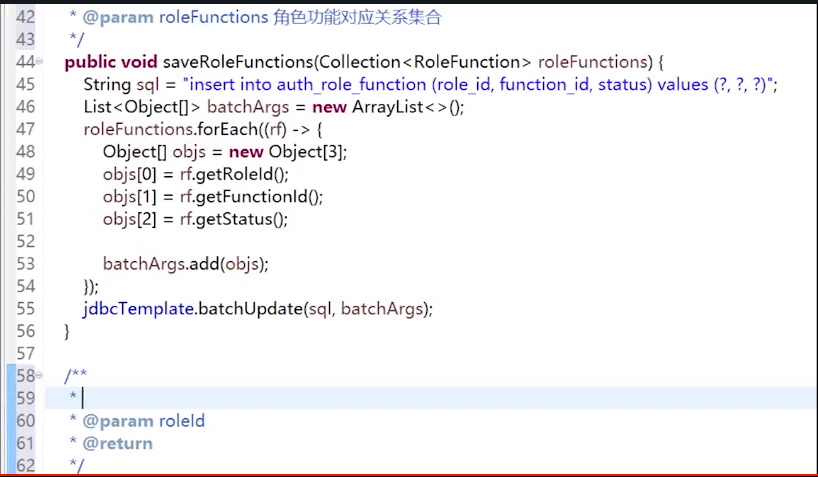 42 * @param roleFunctions 角色功能对应关系集合
43 */
44 public void saveRoleFunctions(Collection<RoleFunction> roleFunctions) {
45 String sql = "insert into auth_role_function (role_id, function_id, status) values (?, ?, ?)";
46 List<Object[]> batchArgs = new ArrayList<>();
47 roleFunctions.forEach((rf) -> {
48 Object[] objs = new Object[3];
49 objs[0] = rf.getRoleId();
50 objs[1] = rf.getFunctionId();
51 objs[2] = rf.getStatus();
52
53 batchArgs.add(objs);
54 });
55 jdbcTemplate.batchUpdate(sql, batchArgs);
56 }
57
58 /**
59 *
60 * @param roleId
61 * @return
62 */